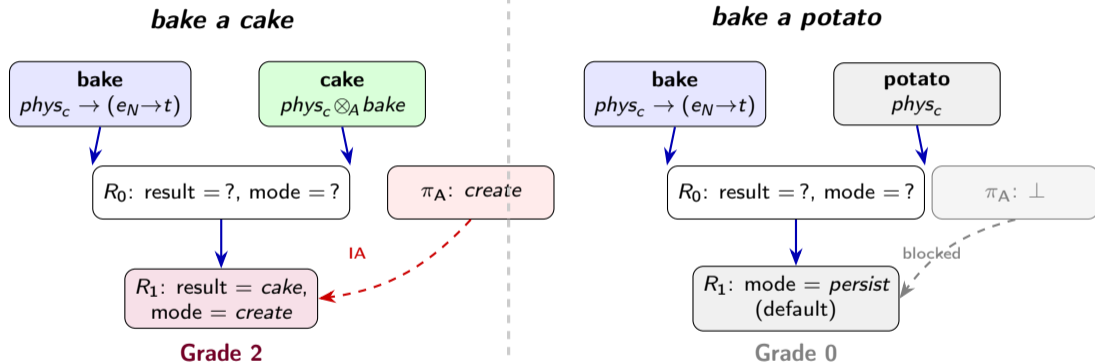 bake a cake
bake
phys_c → (e_N→t)
cake
phys_c ⊗_A bake
R_0: result = ?, mode = ?
π_A: create
IA
R_1: result = cake,
mode = create
Grade 2
bake a potato
bake
phys_c → (e_N→t)
potato
phys_c
R_0: result = ?, mode = ?
π_A: ⊥
blocked
R_1: mode = persist
(default)
Grade 0